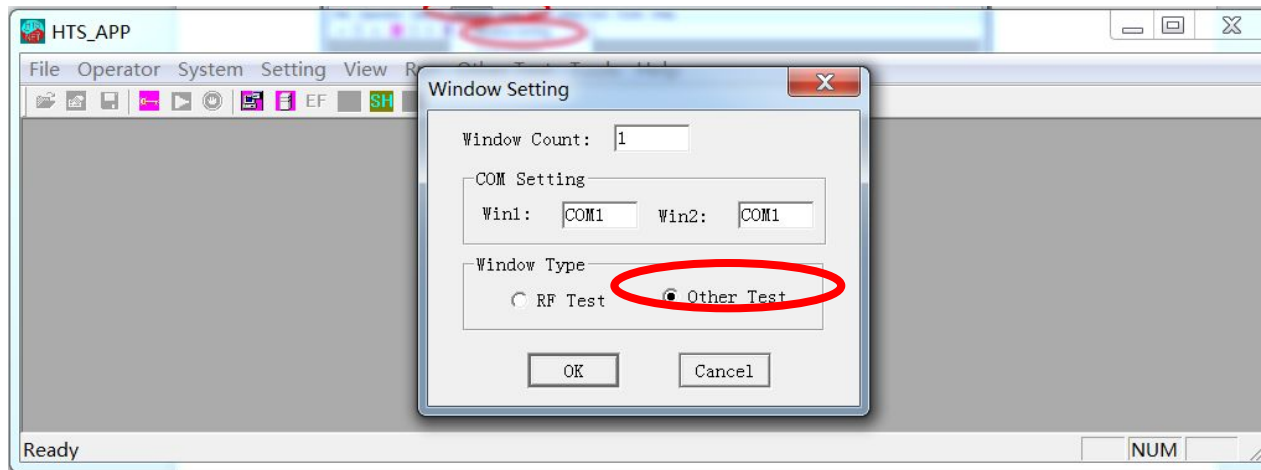 HTS_APP
File Operator System Setting View
EF SH
Window Setting
Window Count: 1
COM Setting
Win1: COM1 Win2: COM1
Window Type
RF Test Other Test
OK Cancel
Ready NUM